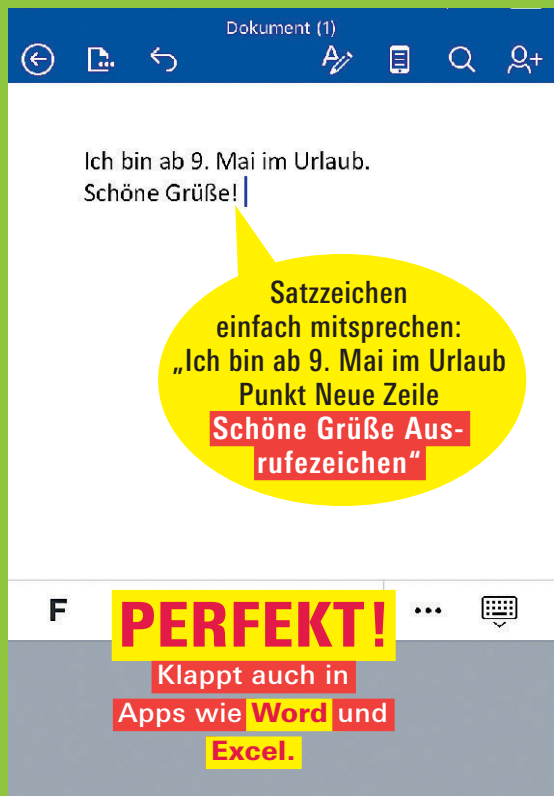 Dokument (1)
Ich bin ab 9. Mai im Urlaub.
Schöne Grüße!
Satzzeichen
einfach mitsprechen:
„Ich bin ab 9. Mai im Urlaub
Punkt Neue Zeile
Schöne Grüße Aus-
rufezeichen“
F
PERFEKT!
Klappt auch in
Apps wie Word und
Excel.